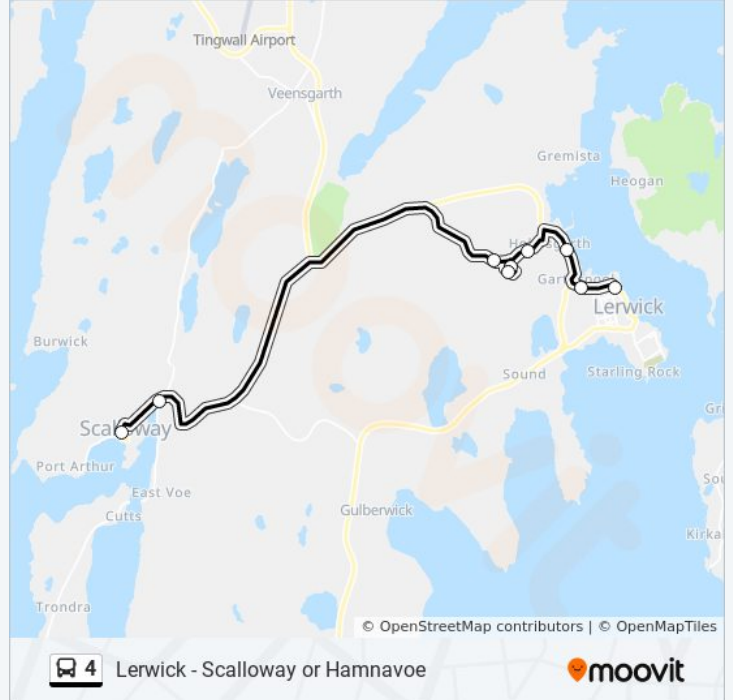 Tingwall Airport
Veensgarth
Gremista
Heogan
Lerwick
Burwick
Sound
Starling Rock
Scalloway
Port Arthur
East Voe
Cutts
Gulberwick
Trondra
© OpenStreetMap contributors | © OpenMapTiles
4 Lerwick - Scalloway or Hamnavoe
moovit